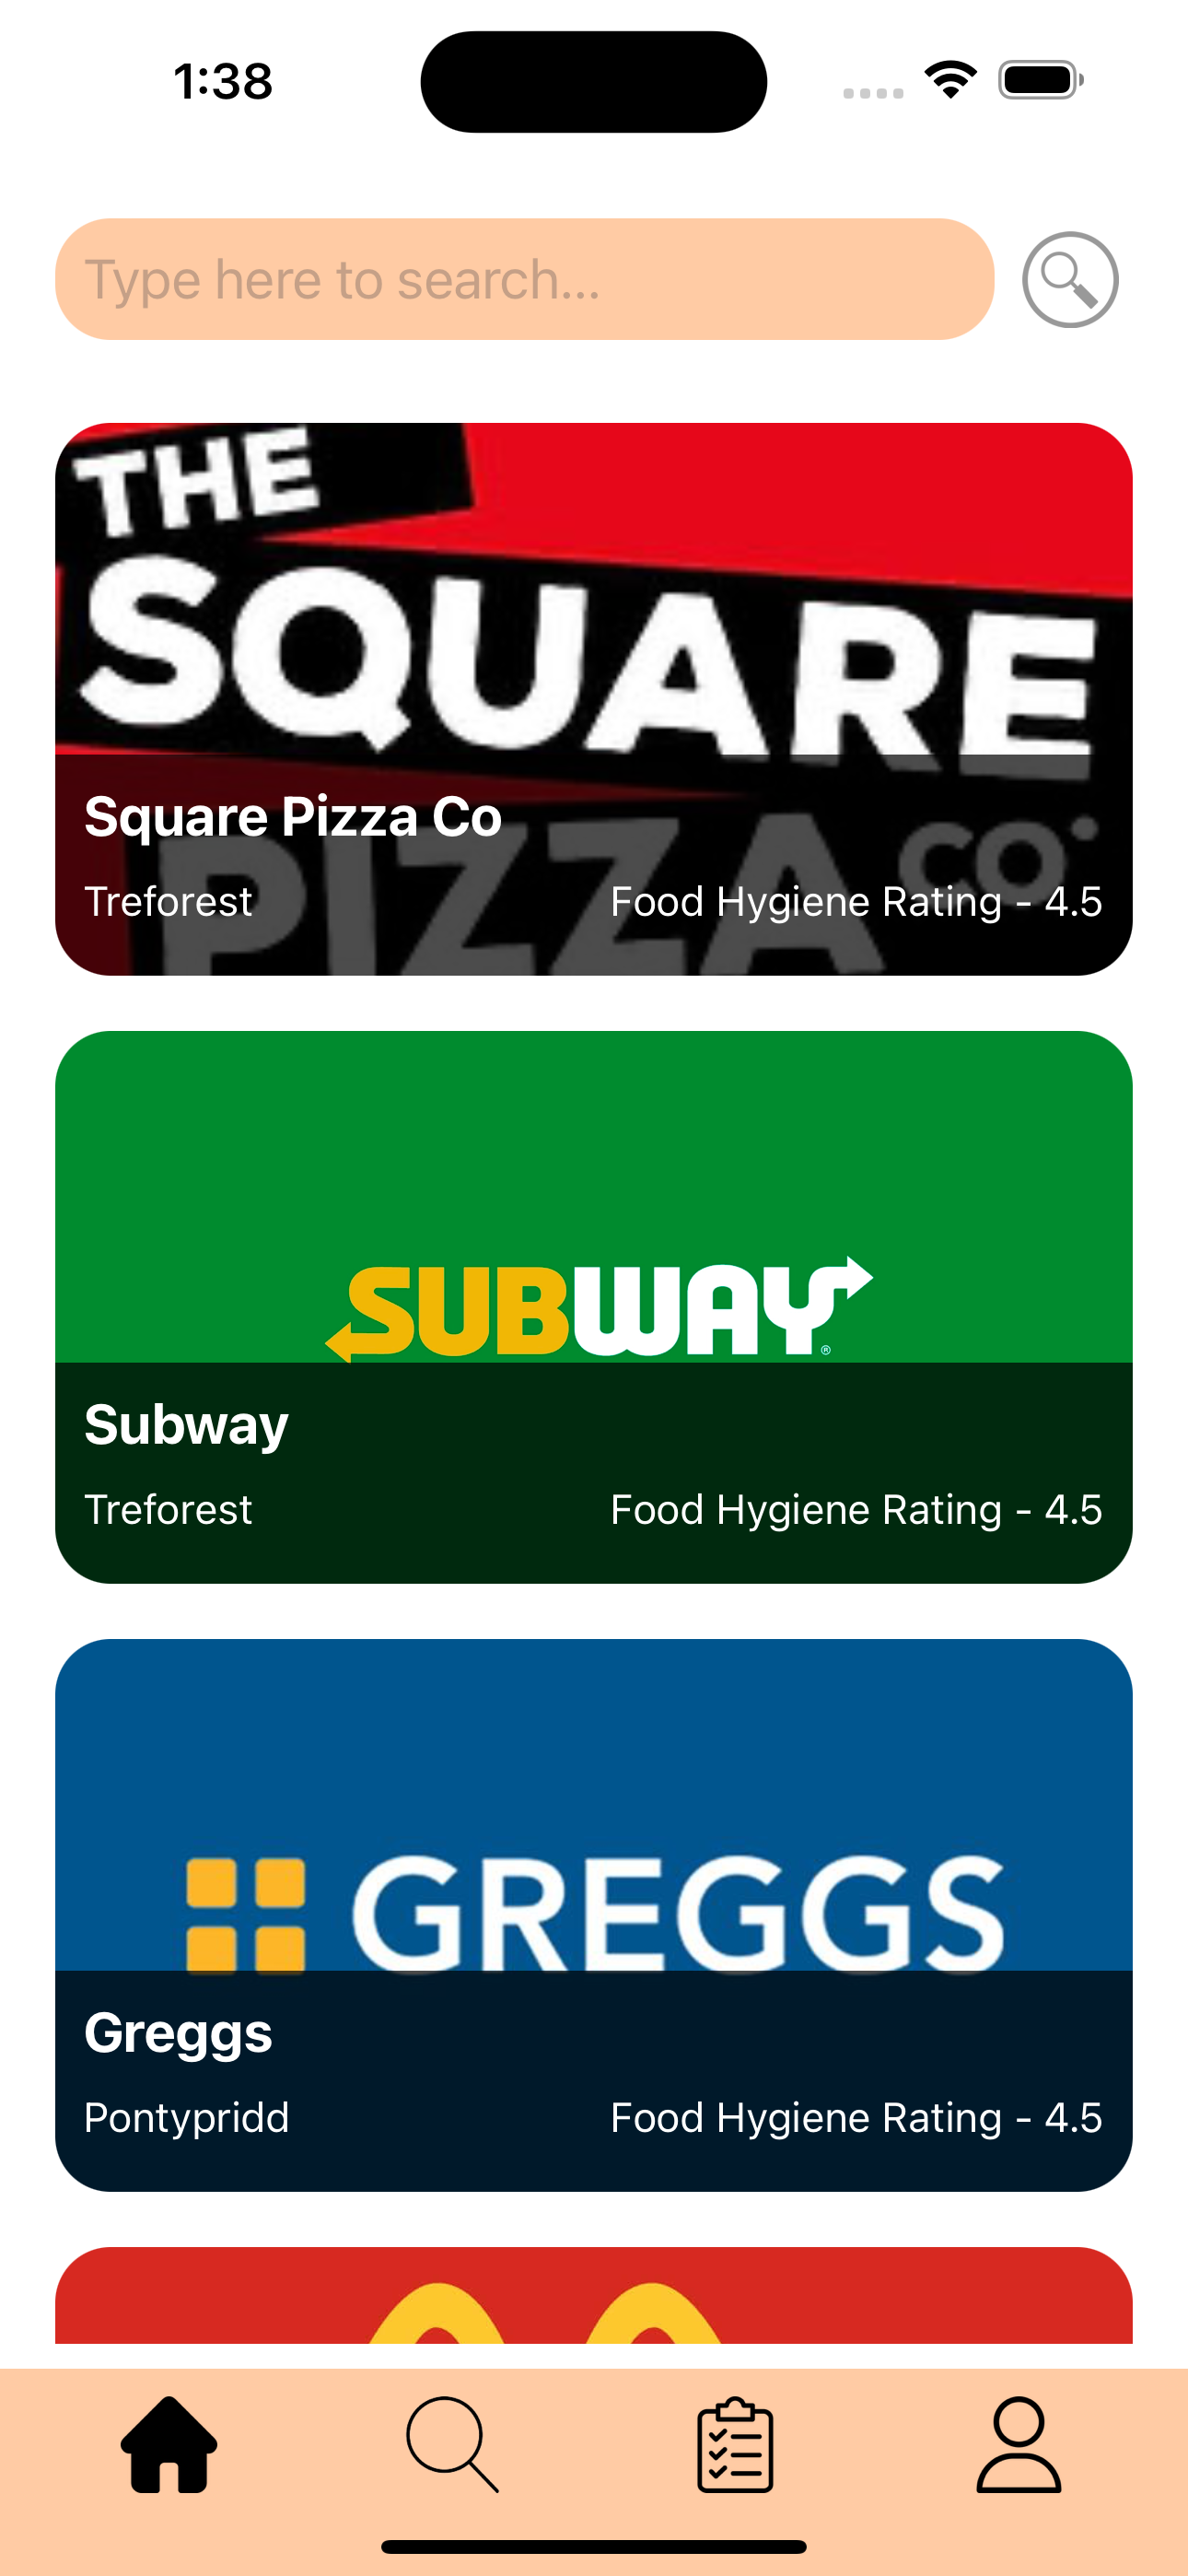 1:38
Type here to search...
THE
SQUARE
PIZZA CO
Square Pizza Co
Treforest
Food Hygiene Rating - 4.5
SUBWAY®
Subway
Treforest
Food Hygiene Rating - 4.5
GREGGS
Greggs
Pontypridd
Food Hygiene Rating - 4.5